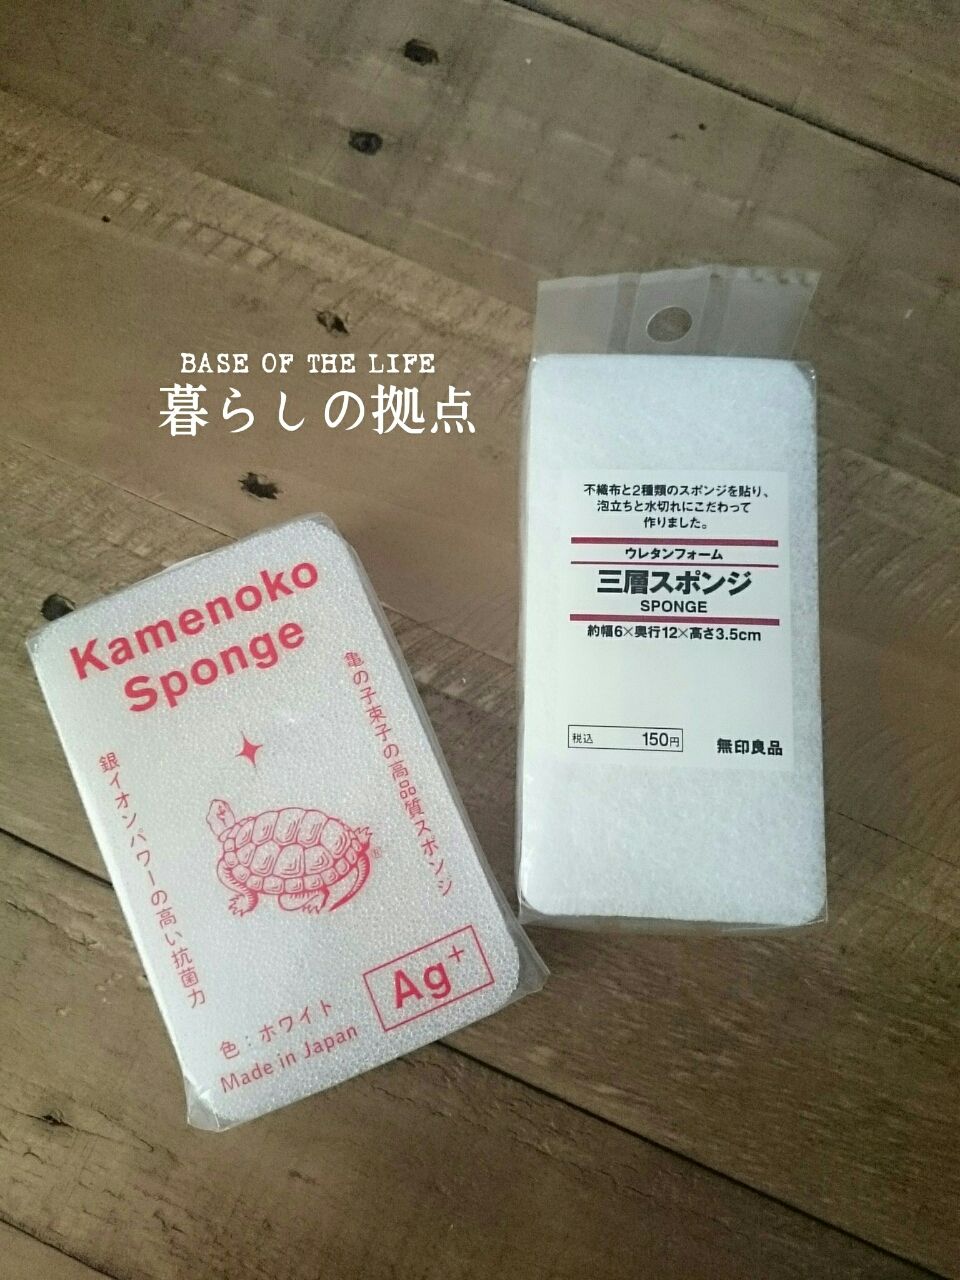 BASE OF THE LIFE
暮らしの拠点
不織布と2種類のスポンジを貼り、
泡立ちと水切れにこだわって
作りました。
ウレタンフォーム
三層スポンジ
SPONGE
約幅6×奥行12×高さ3.5cm
税込 150円
無印良品
Kamenoko
Sponge
亀の子束子の高品質スポンジ
銀イオンパワーの高い抗菌力
®
Ag+
色：ホワイト
Made in Japan